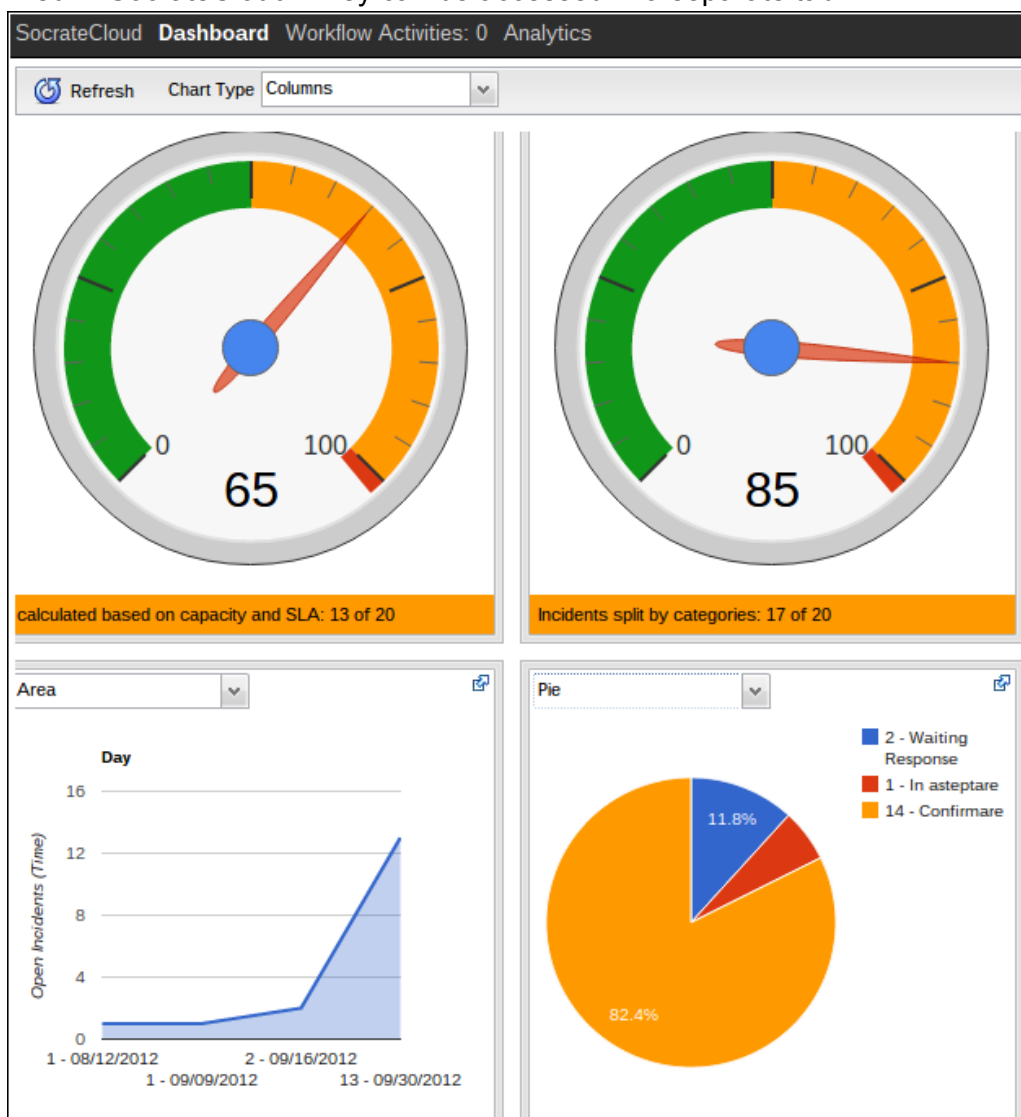 SocrateCloud Dashboard Workflow Activities: 0 Analytics
Refresh Chart Type Columns
0 100
65
0 100
85
calculated based on capacity and SLA: 13 of 20
Incidents split by categories: 17 of 20
Area
Day
16
12
8
4
0
Open Incidents (Time)
1 - 08/12/2012
1 - 09/09/2012
2 - 09/16/2012
13 - 09/30/2012
Pie
2 - Waiting
Response
1 - In asteptare
14 - Confirmare
11.8%
82.4%